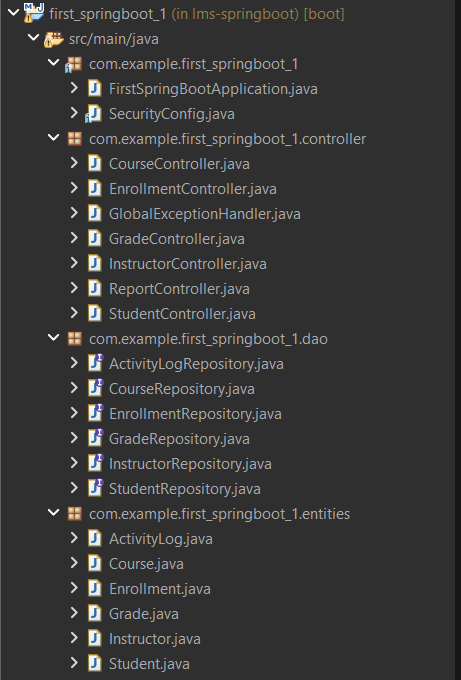 first_springboot_1 (in lms-springboot) [boot]
src/main/java
com.example.first_springboot_1
FirstSpringBootApplication.java
SecurityConfig.java
com.example.first_springboot_1.controller
CourseController.java
EnrollmentController.java
GlobalExceptionHandler.java
GradeController.java
InstructorController.java
ReportController.java
StudentController.java
com.example.first_springboot_1.dao
ActivityLogRepository.java
CourseRepository.java
EnrollmentRepository.java
GradeRepository.java
InstructorRepository.java
StudentRepository.java
com.example.first_springboot_1.entities
ActivityLog.java
Course.java
Enrollment.java
Grade.java
Instructor.java
Student.java